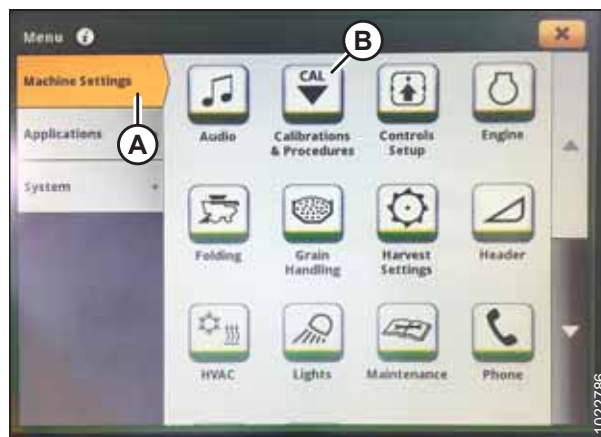 Menu
B
Machine Settings
CAL
A
Audio
Calibrations
& Procedures
Controls
Setup
Engine
Applications
System
Folding
Grain
Handling
Harvest
Settings
Header
HVAC
Lights
Maintenance
Phone
1022786